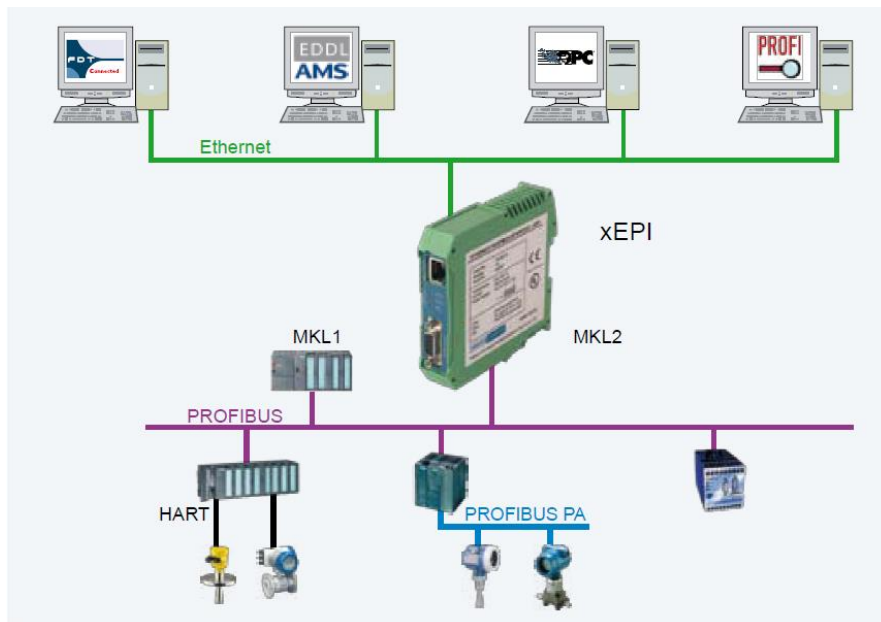 FDT
Connected
EDDL
AMS
OPC
PROFI
Ethernet
xEPI
MKL1
MKL2
PROFIBUS
HART
PROFIBUS PA